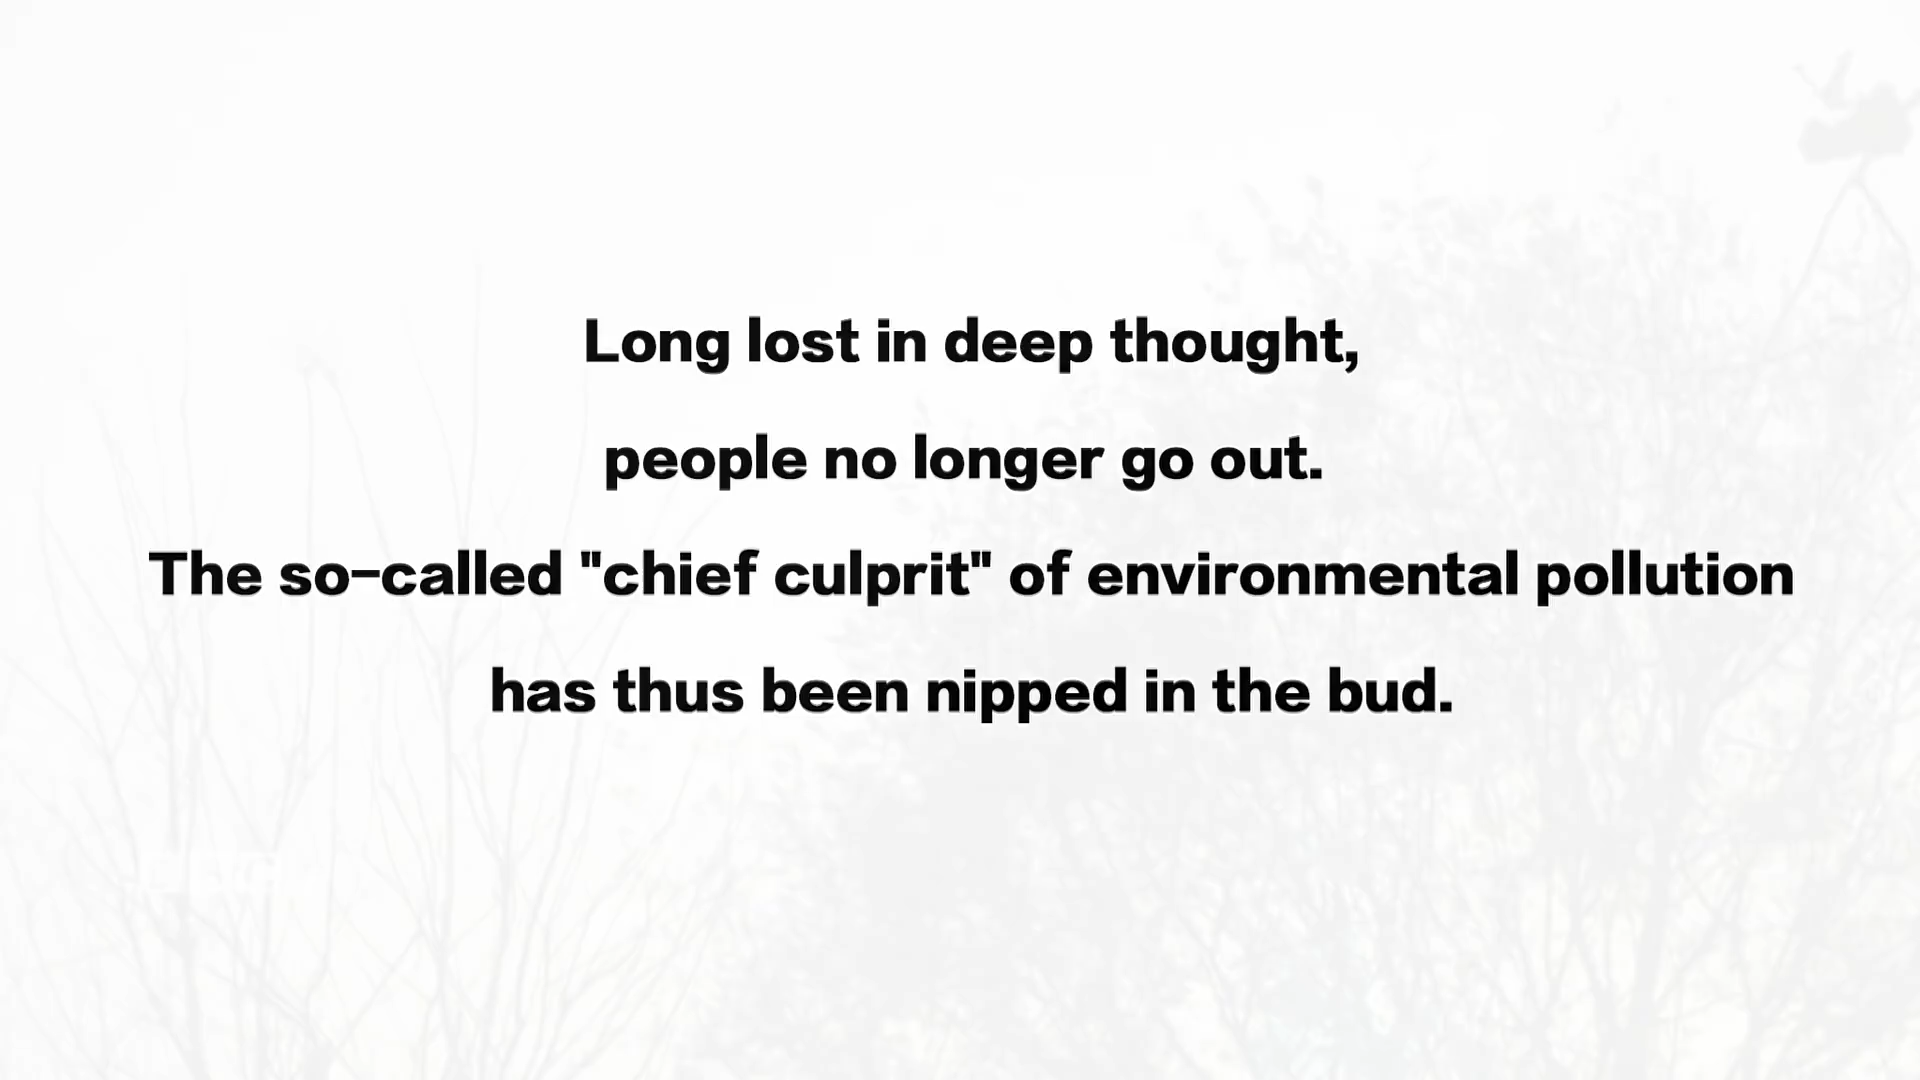 Long lost in deep thought,
people no longer go out.
The so-called "chief culprit" of environmental pollution
has thus been nipped in the bud.